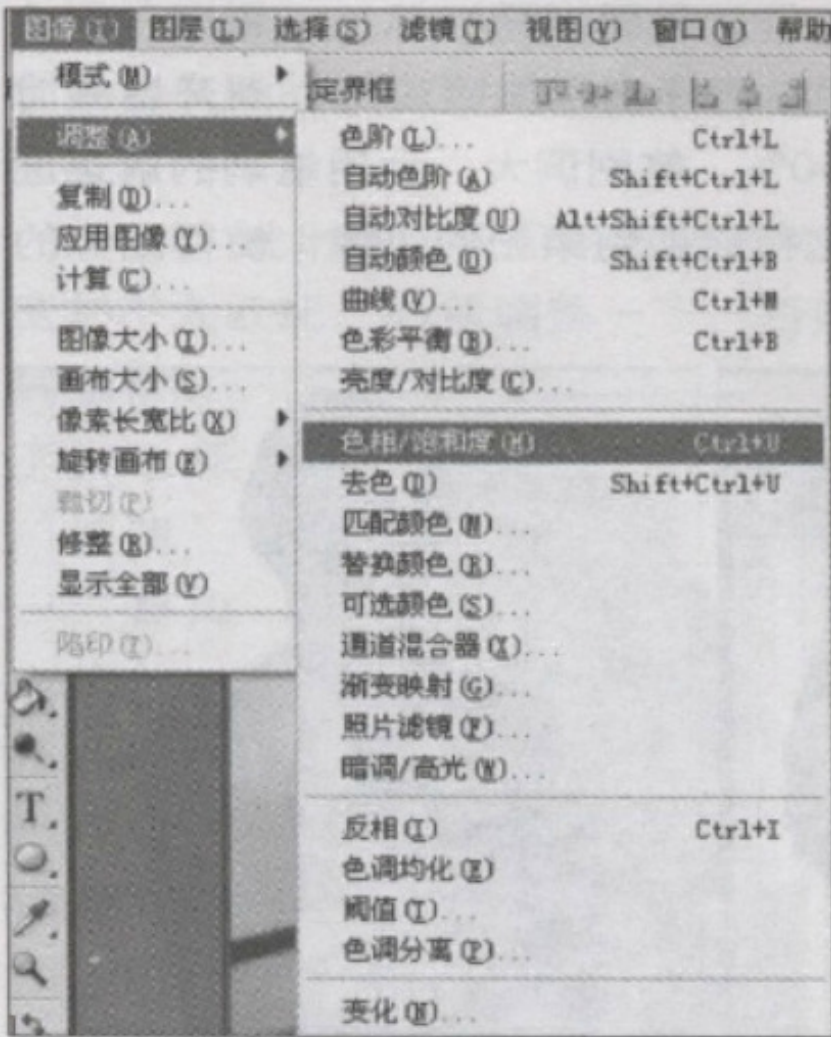 图像(I) 图层(L) 选择(S) 滤镜(T) 视图(V) 窗口(W) 帮助
定界框
模式(M)
调整(A)
复制(D)...
应用图像(Y)...
计算(C)...
图像大小(I)...
画布大小(S)...
像素长宽比(X)
旋转画布(E)
裁切(P)
修整(R)...
显示全部(V)
陷印(T)...
色阶(L)... Ctrl+L
自动色阶(A) Shift+Ctrl+L
自动对比度(U) Alt+Shift+Ctrl+L
自动颜色(O) Shift+Ctrl+B
曲线(V)... Ctrl+M
色彩平衡(B)... Ctrl+B
亮度/对比度(C)...
色相/饱和度(H)... Ctrl+U
去色(D) Shift+Ctrl+U
匹配颜色(M)...
替换颜色(R)...
可选颜色(S)...
通道混合器(X)...
渐变映射(G)...
照片滤镜(F)...
暗调/高光(W)...
反相(I) Ctrl+I
色调均化(E)
阈值(T)...
色调分离(P)...
变化(N)...
T